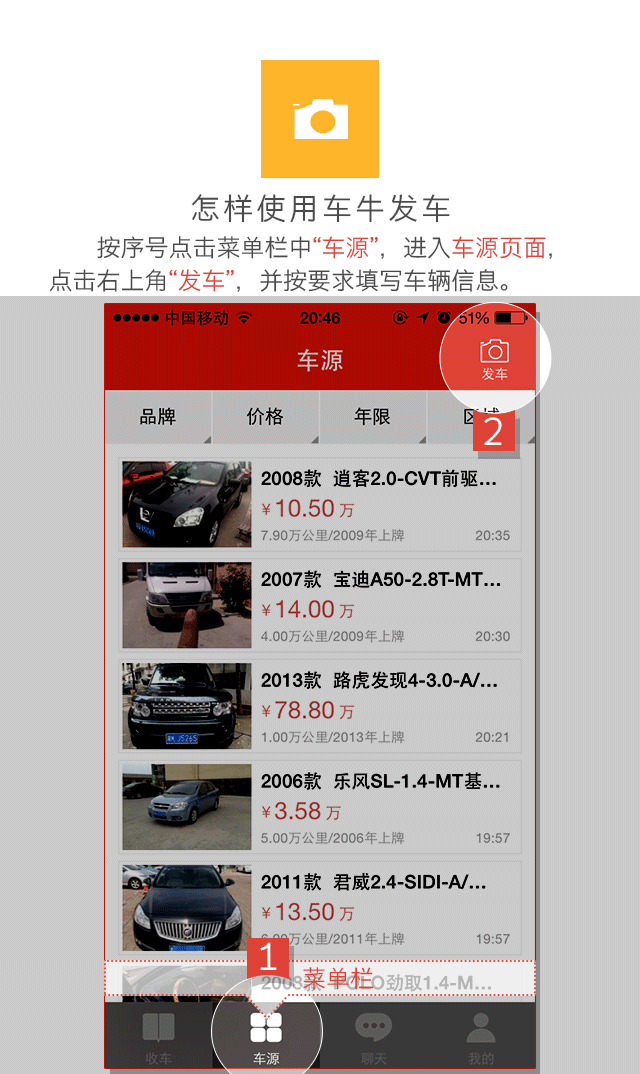 怎样使用车牛发车
按序号点击菜单栏中“车源”，进入车源页面，
点击右上角“发车”，并按要求填写车辆信息。
中国移动 20:46 51%
车源
发车
品牌 价格 年限 区域
2
2008款 逍客2.0-CVT前驱...
¥10.50万
7.90万公里/2009年上牌 20:35
2007款 宝迪A50-2.8T-MT...
¥14.00万
4.00万公里/2009年上牌 20:30
2013款 路虎发现4-3.0-A/...
¥78.80万
1.00万公里/2013年上牌 20:21
2006款 乐风SL-1.4-MT基...
¥3.58万
5.00万公里/2006年上牌 19:57
2011款 君威2.4-SIDI-A/...
¥13.50万
6.00万公里/2011年上牌 19:57
1
菜单栏
2008款 POLO劲取1.4-M...
收车 车源 聊天 我的